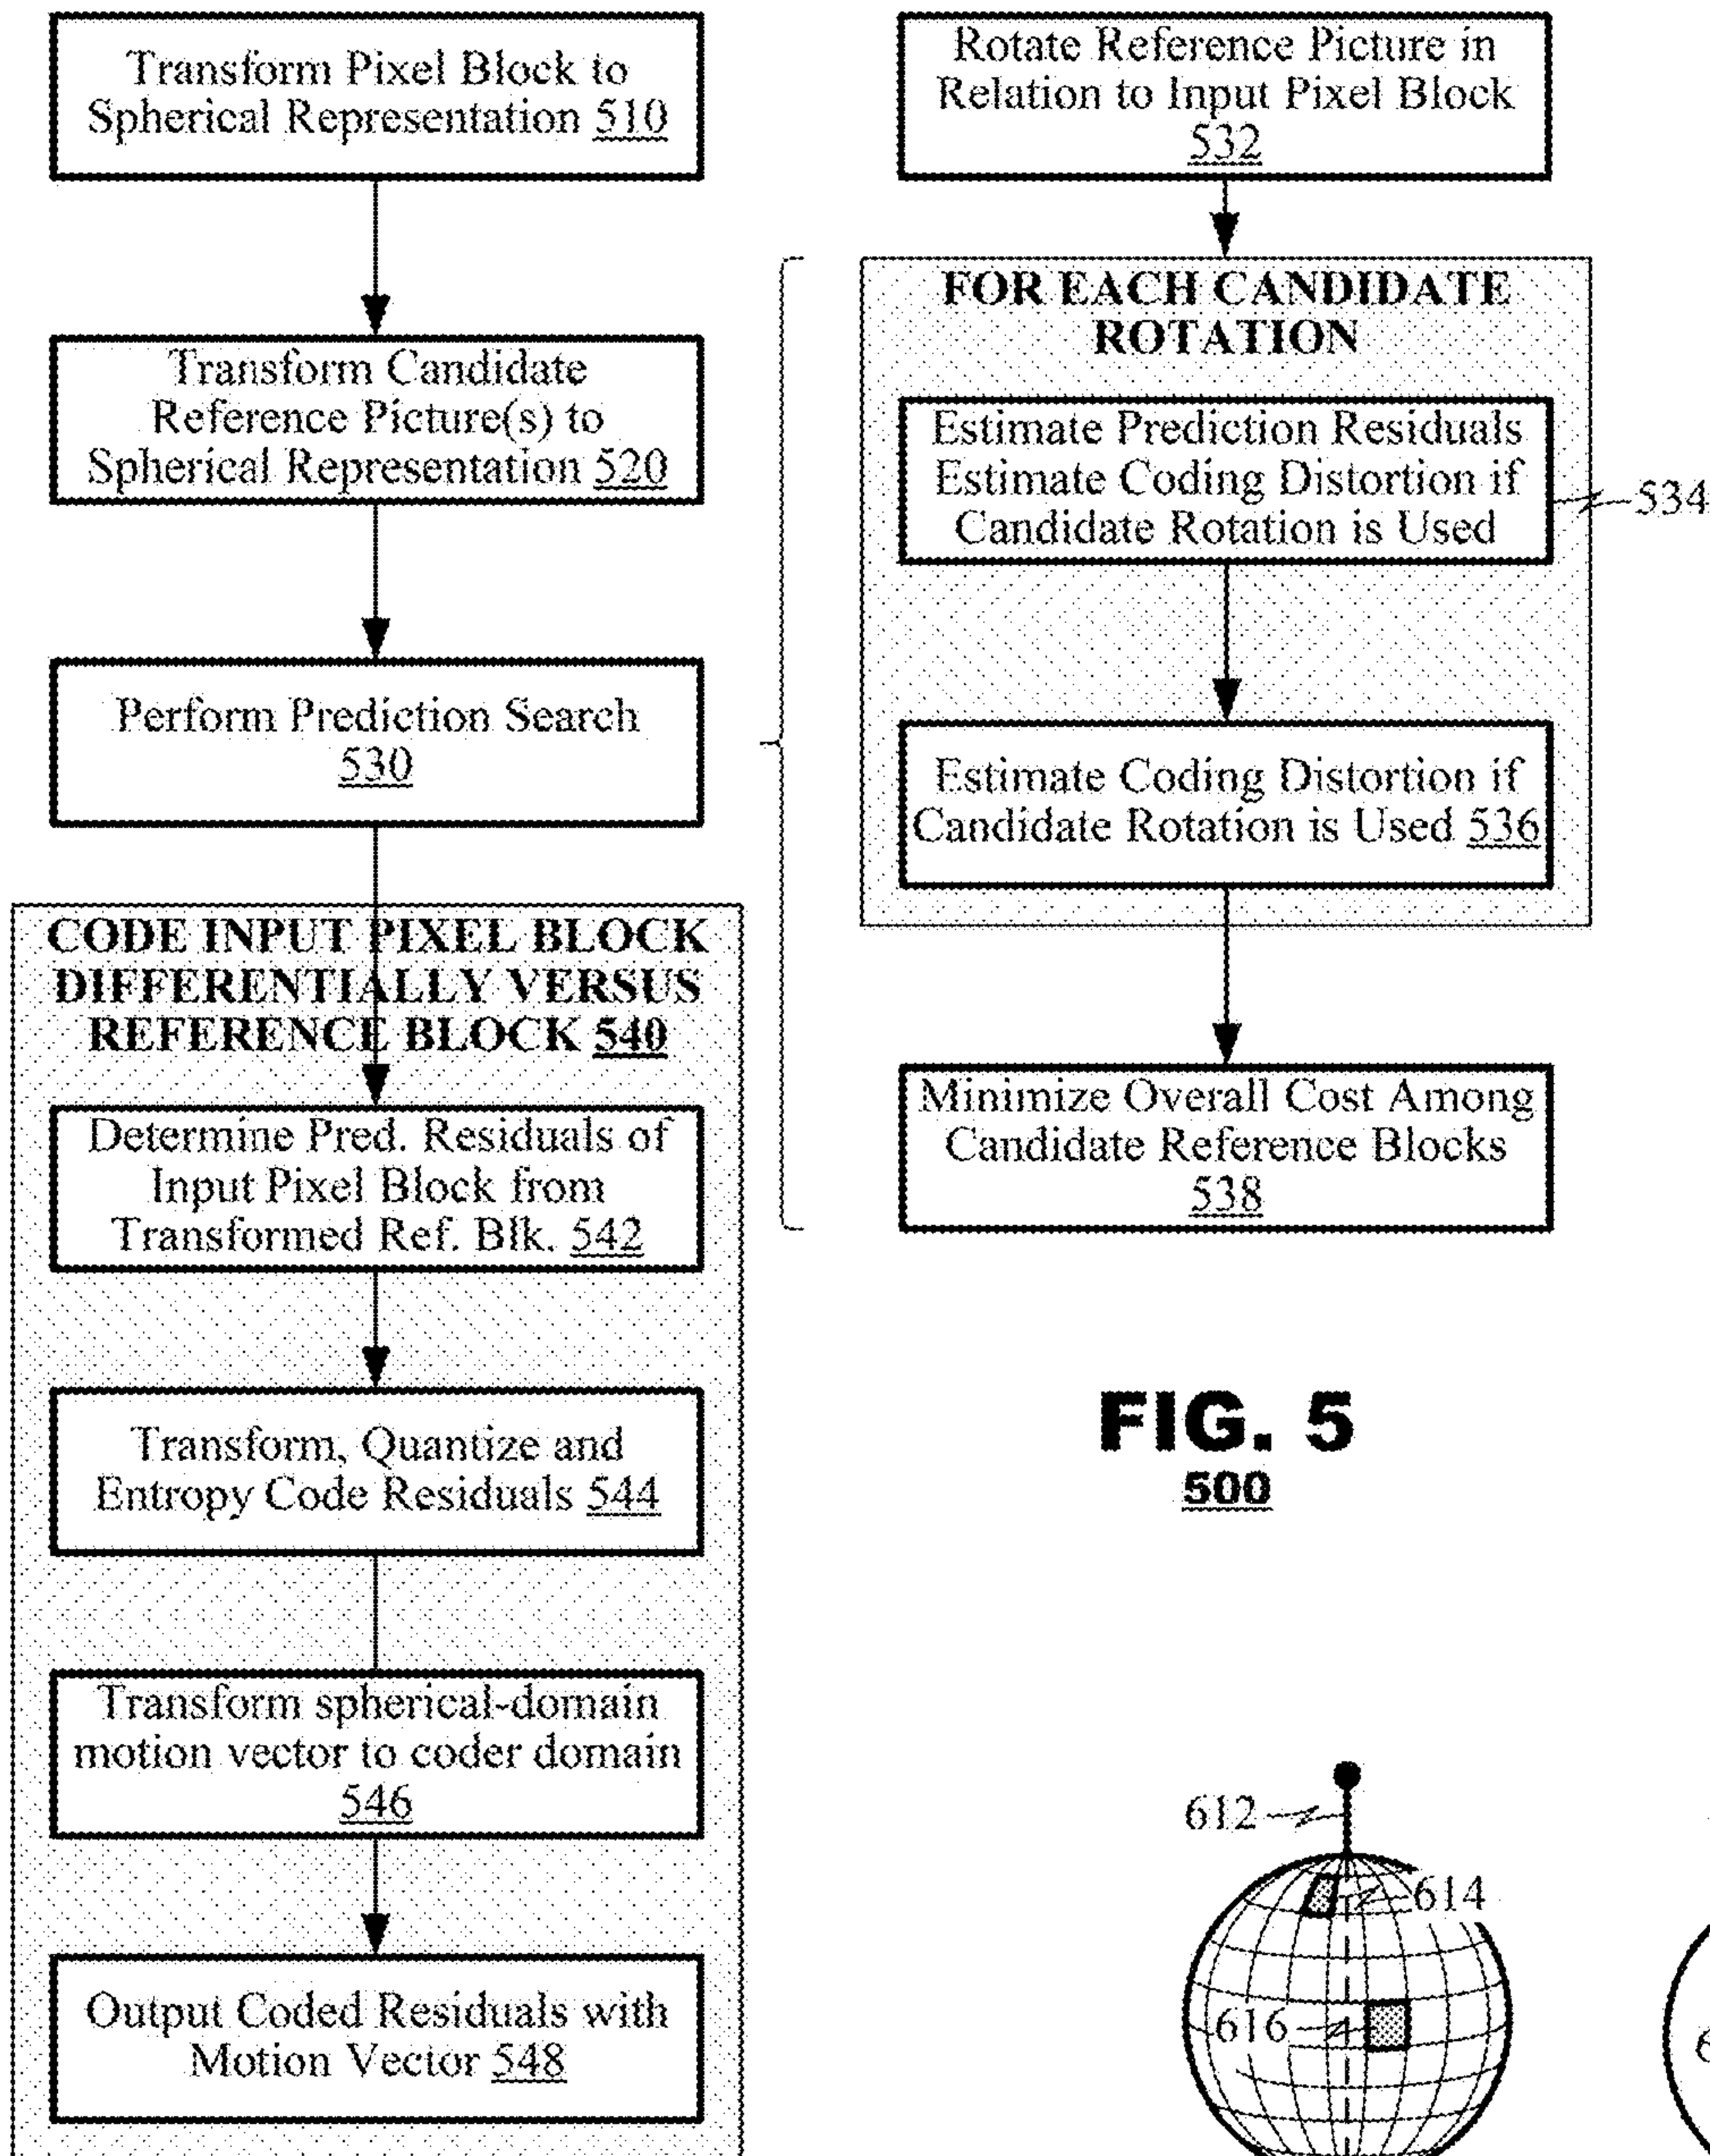 Transform Pixel Block to
Spherical Representation 510
Transform Candidate
Reference Picture(s) to
Spherical Representation 520
Perform Prediction Search
530
CODE INPUT PIXEL BLOCK
DIFFERENTIALLY VERSUS
REFERENCE BLOCK 540
Determine Pred. Residuals of
Input Pixel Block from
Transformed Ref. Blk. 542
Transform, Quantize and
Entropy Code Residuals 544
Transform spherical-domain
motion vector to coder domain
546
Output Coded Residuals with
Motion Vector 548
Rotate Reference Picture in
Relation to Input Pixel Block
532
FOR EACH CANDIDATE
ROTATION
Estimate Prediction Residuals
Estimate Coding Distortion if
Candidate Rotation is Used
534
Estimate Coding Distortion if
Candidate Rotation is Used 536
Minimize Overall Cost Among
Candidate Reference Blocks
538
FIG. 5
500
612
614
616